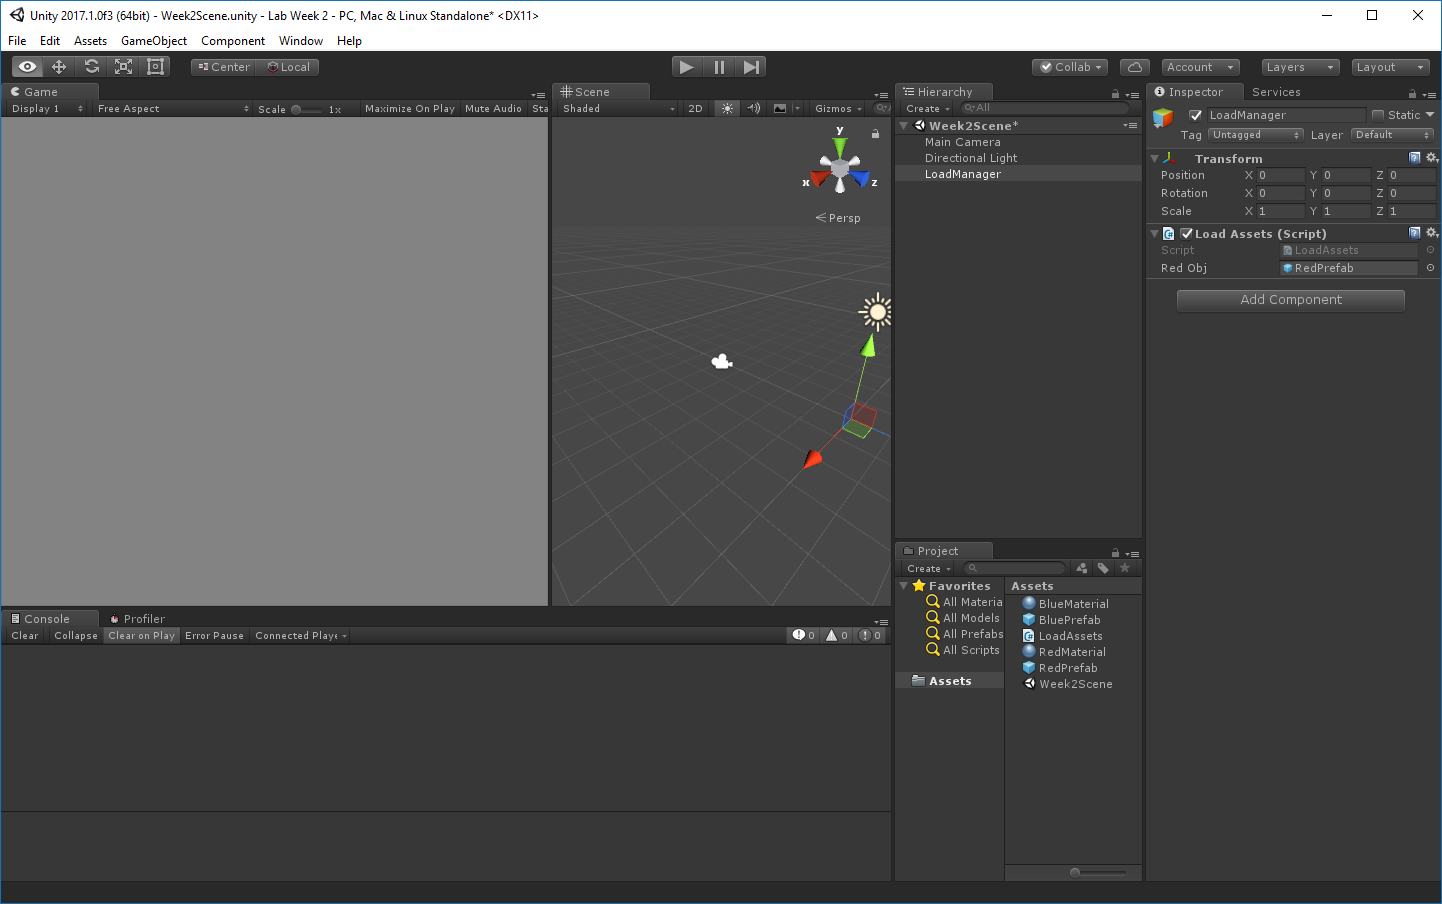 Unity 2017.1.0f3 (64bit) - Week2Scene.unity - Lab Week 2 - PC, Mac & Linux Standalone* <DX11>
File Edit Assets GameObject Component Window Help
Center Local Collab Account Layers Layout
Game
Display 1 Free Aspect Scale 1x Maximize On Play Mute Audio Sta
Scene
Shaded 2D Gizmos A
y
x
z
Persp
Hierarchy
Create All
Week2Scene*
Main Camera
Directional Light
LoadManager
Inspector Services
LoadManager Static
Tag Untagged Layer Default
Transform
Position X 0 Y 0 Z 0
Rotation X 0 Y 0 Z 0
Scale X 1 Y 1 Z 1
Load Assets (Script)
Script LoadAssets
Red Obj RedPrefab
Add Component
Console Profiler
Clear Collapse Clear on Play Error Pause Connected Playe 0 0 0
Project
Create
Favorites
All Materia
All Models
All Prefabs
All Scripts
Assets
Assets
BlueMaterial
BluePrefab
LoadAssets
RedMaterial
RedPrefab
Week2Scene